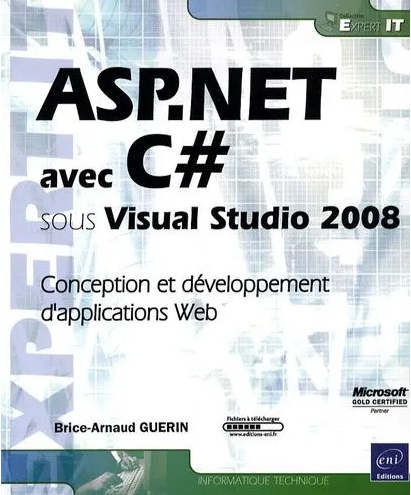 Collection
EXPERT IT
EXPERT IT
ASP.NET
avec C#
sous Visual Studio 2008
Conception et développement
d'applications Web
Microsoft
GOLD CERTIFIED
Partner
Brice-Arnaud GUERIN
Fichiers à télécharger
www.editions-eni.fr
eni
Editions
INFORMATIQUE TECHNIQUE